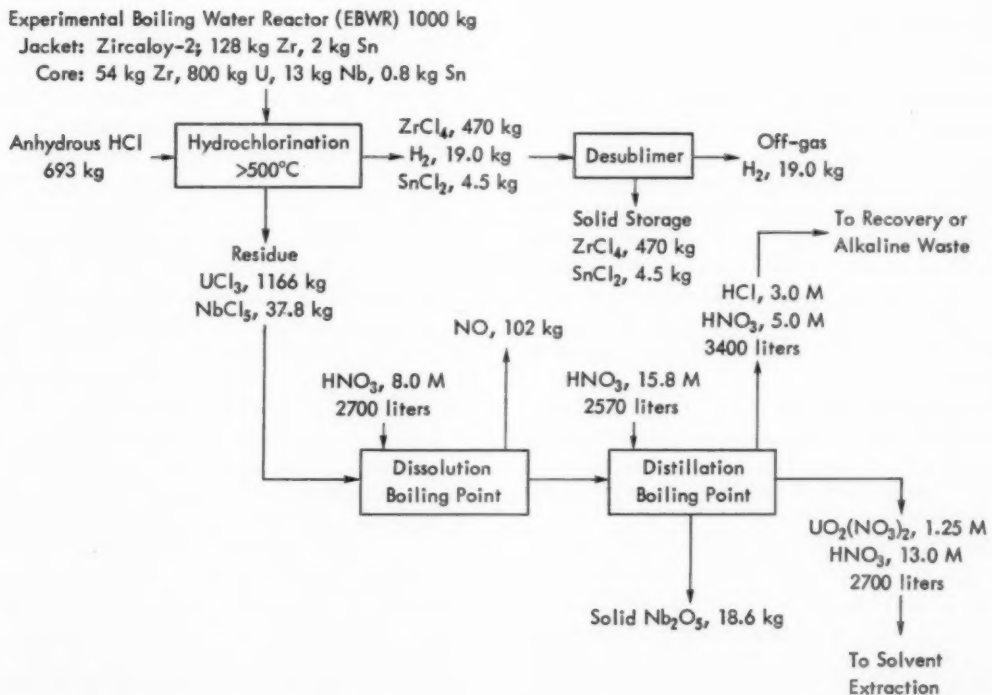 Experimental Boiling Water Reactor (EBWR) 1000 kg
Jacket: Zircaloy-2; 128 kg Zr, 2 kg Sn
Core: 54 kg Zr, 800 kg U, 13 kg Nb, 0.8 kg Sn
Anhydrous HCl
693 kg
Hydrochlorination
>500°C
ZrCl₄, 470 kg
H₂, 19.0 kg
SnCl₂, 4.5 kg
Desublimer
Off-gas
H₂, 19.0 kg
Solid Storage
ZrCl₄, 470 kg
SnCl₂, 4.5 kg
To Recovery or
Alkaline Waste
Residue
UCl₃, 1166 kg
NbCl₅, 37.8 kg
HCl, 3.0 M
HNO₃, 5.0 M
3400 liters
NO, 102 kg
HNO₃, 8.0 M
2700 liters
HNO₃, 15.8 M
2570 liters
Dissolution
Boiling Point
Distillation
Boiling Point
UO₂(NO₃)₂, 1.25 M
HNO₃, 13.0 M
2700 liters
Solid Nb₂O₅, 18.6 kg
To Solvent
Extraction